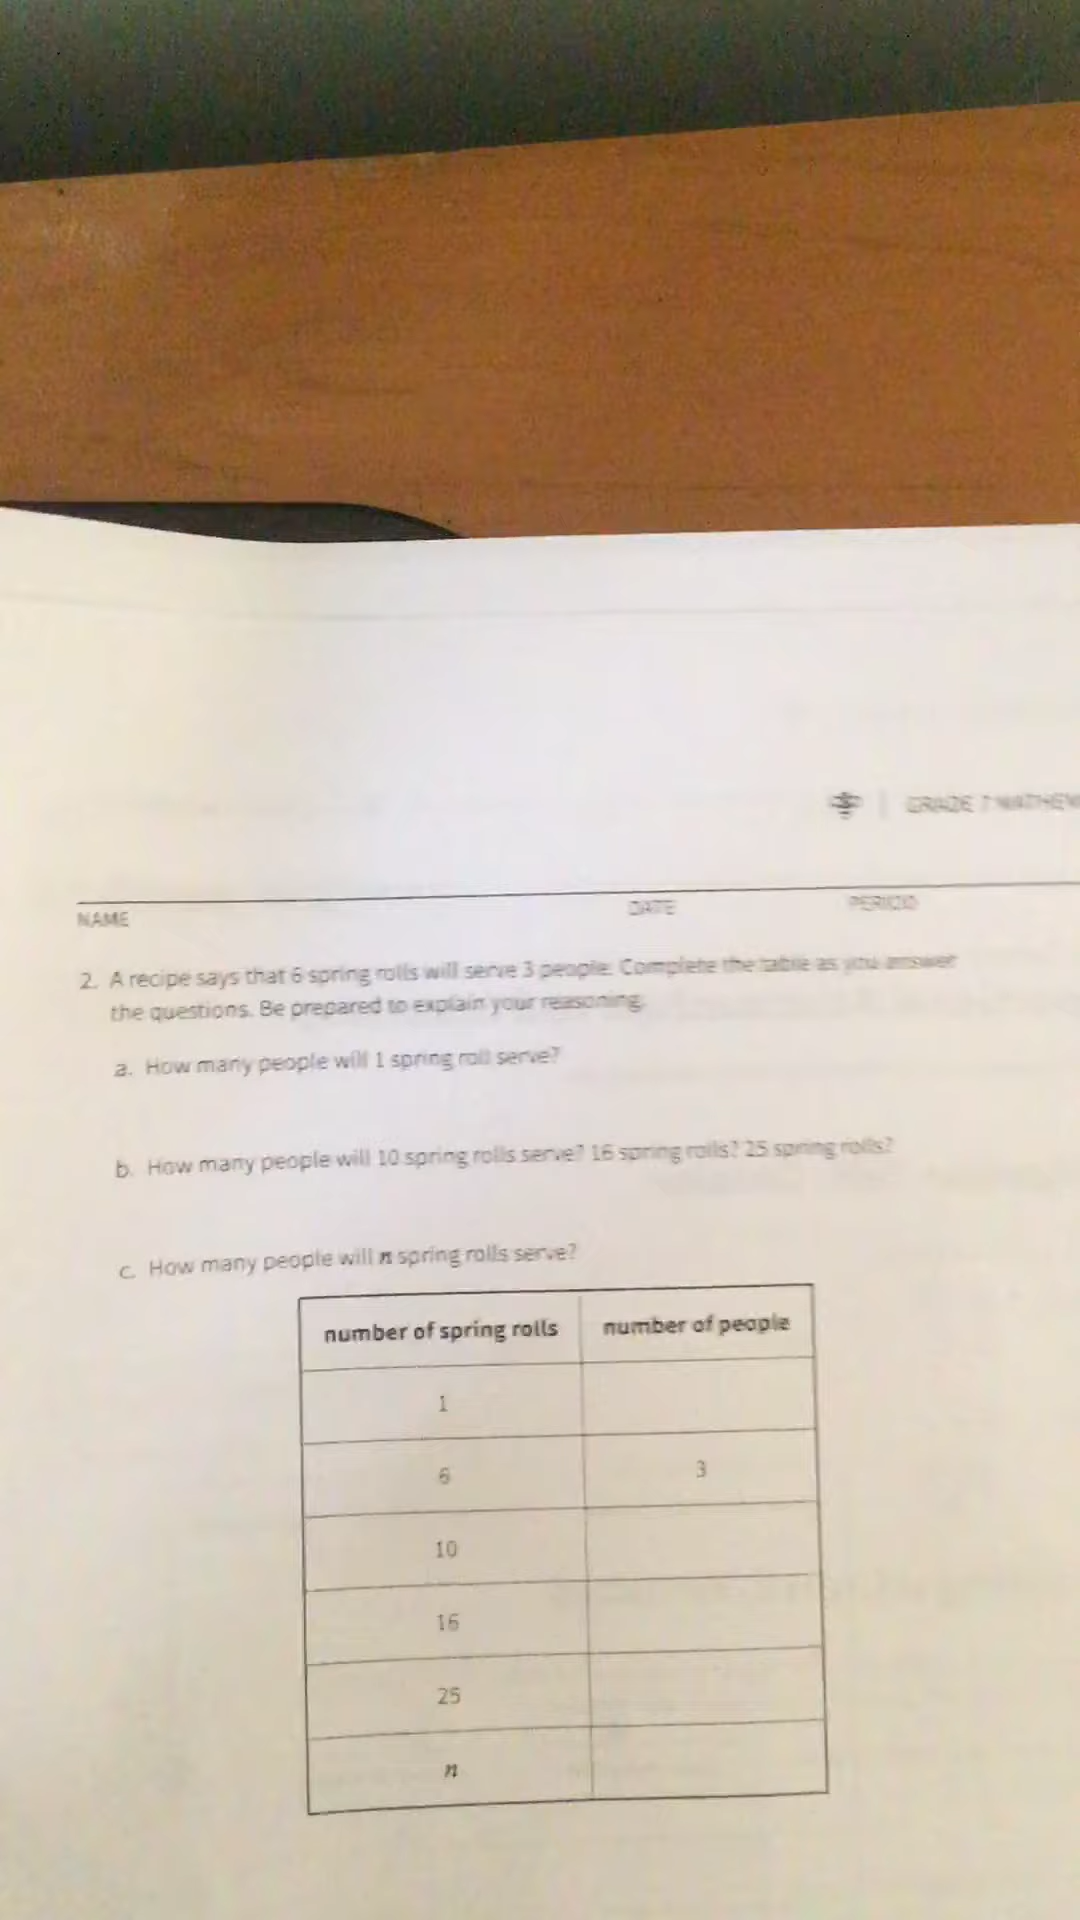 GRADE 7 MATHEM
NAME DATE PERIOD
2. A recipe says that 6 spring rolls will serve 3 people. Complete the table as you answer
the questions. Be prepared to explain your reasoning.
a. How many people will 1 spring roll serve?
b. How many people will 10 spring rolls serve? 16 spring rolls? 25 spring rolls?
c. How many people will n spring rolls serve?
number of spring rolls number of people
1
6 3
10
16
25
n